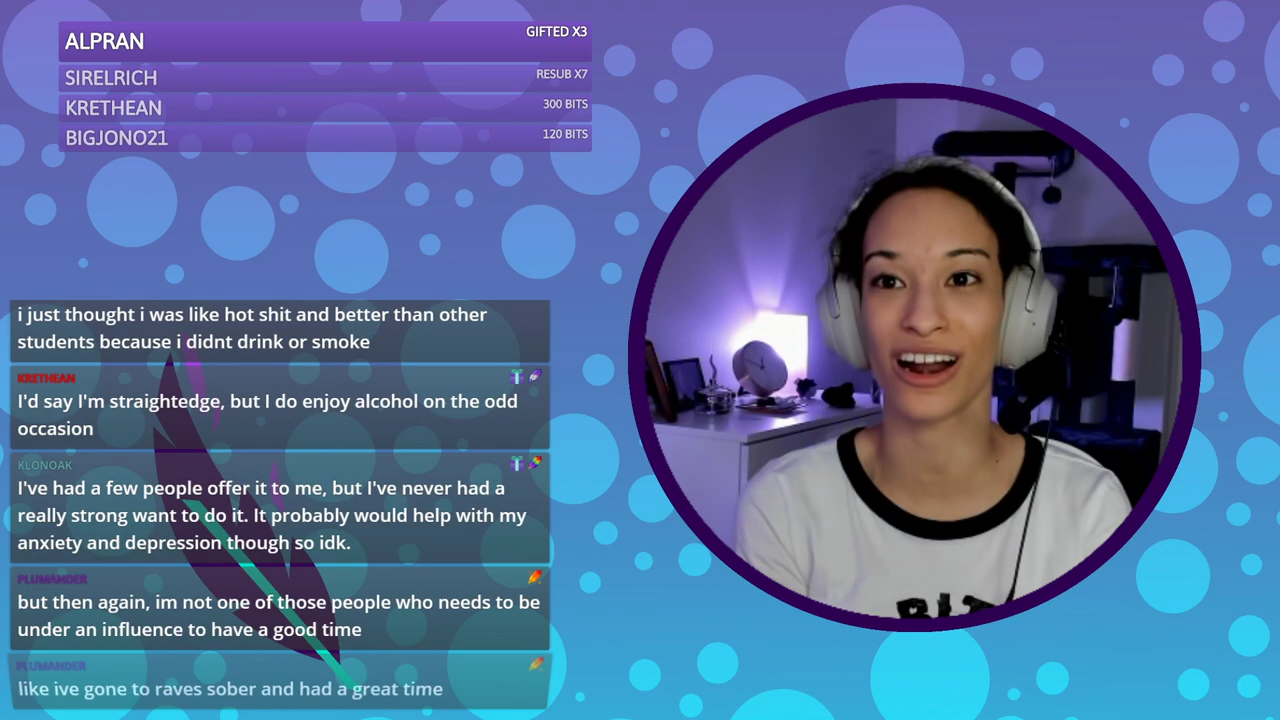 ALPRAN GIFTED X3
SIRELRICH RESUB X7
KRETHEAN 300 BITS
BIGJONO21 120 BITS
i just thought i was like hot shit and better than other
students because i didnt drink or smoke
KRETHEAN
I'd say I'm straightedge, but I do enjoy alcohol on the odd
occasion
KLONOAK
I've had a few people offer it to me, but I've never had a
really strong want to do it. It probably would help with my
anxiety and depression though so idk.
PLUMANDER
but then again, im not one of those people who needs to be
under an influence to have a good time
PLUMANDER
like ive gone to raves sober and had a great time